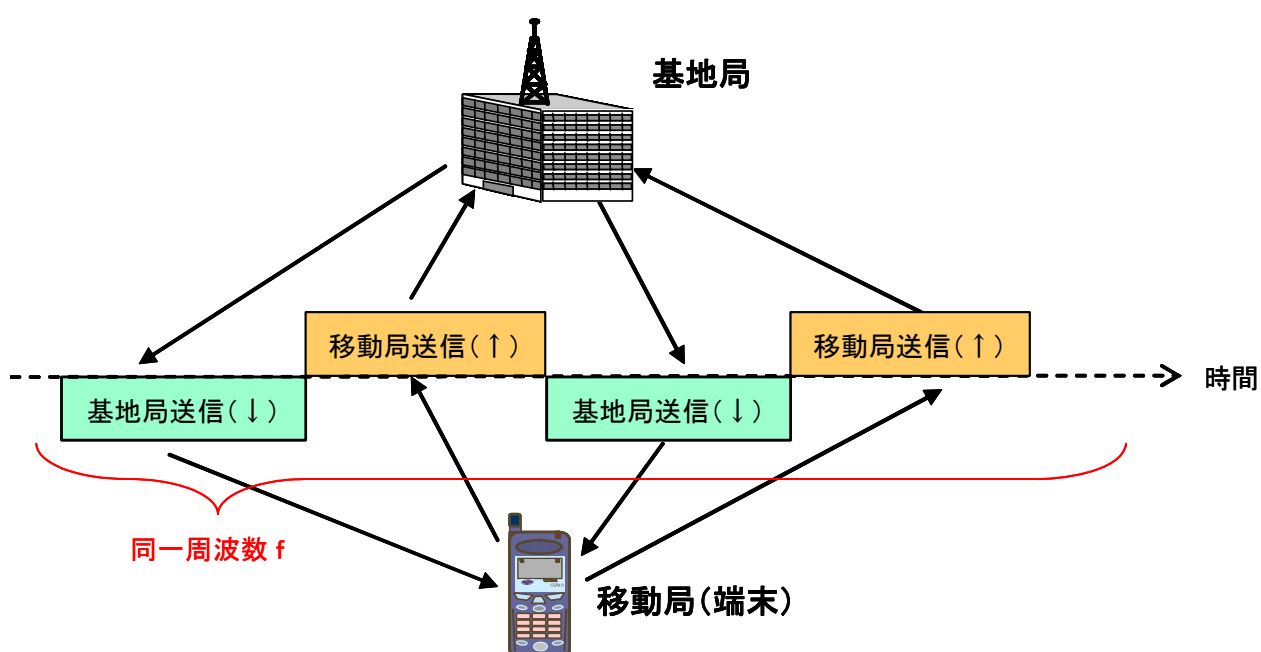 基地局
移動局送信(↑)
移動局送信(↑)
時間
基地局送信(↓)
基地局送信(↓)
同一周波数 f
移動局(端末)